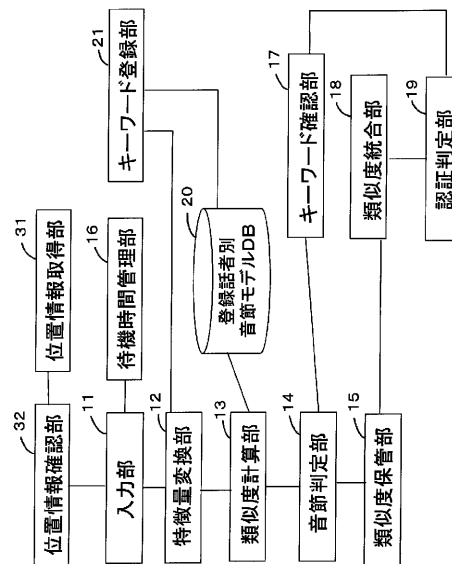 位置情報確認部
32
位置情報取得部
31
入力部
11
待機時間管理部
16
特徴量変換部
12
キーワード登録部
21
類似度計算部
13
登録話者別
音節モデルDB
20
音節判定部
14
キーワード確認部
17
類似度保管部
15
類似度統合部
18
認証判定部
19